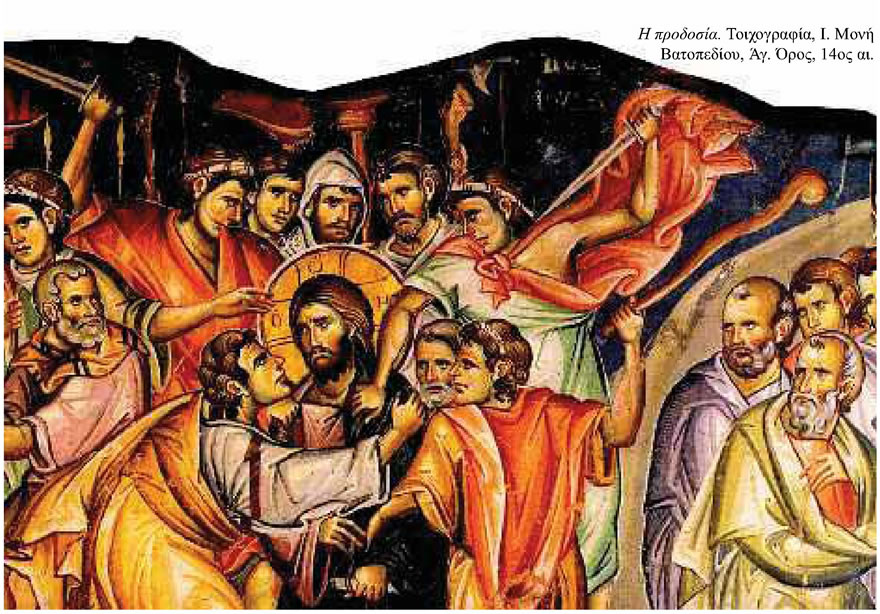 Η προδοσία. Τοιχογραφία, Ι. Μονή
Βατοπεδίου, Άγ. Όρος, 14ος αι.
Ο
Η